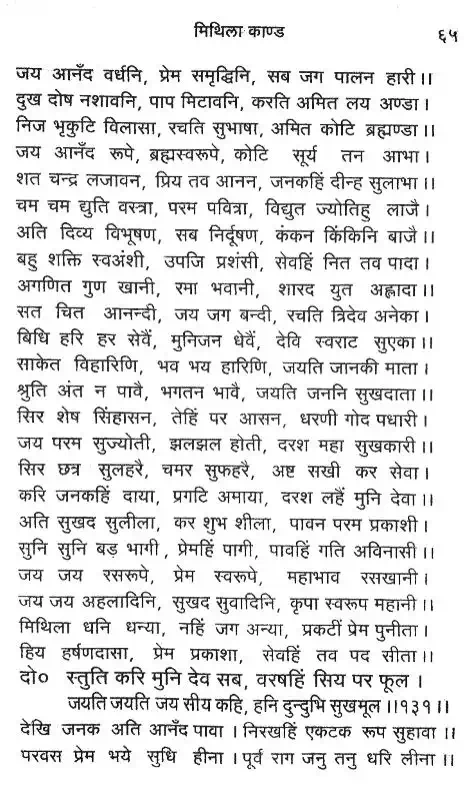 मिथिला काण्ड
६५
जय आनँद वर्धनि, प्रेम समृद्धिनि, सब जग पालन हारी ।।
दुख दोष नशावनि, पाप मिटावनि, करति अमित लय अण्डा ।
निज भृकुटि विलासा, रचति सुभाषा, अमित कोटि ब्रह्मण्डा ।।
जय आनँद रूपे, ब्रह्मस्वरूपे, कोटि सूर्य तन आभा ।
शत चन्द्र लजावन, प्रिय तव आनन, जनकहिं दीन्ह सुलाभा ।।
चम चम द्युति वस्त्रा, परम पवित्रा, विद्युत ज्योतिहु लाजै ।
अति दिव्य विभूषण, सब निर्दूषण, कंकन किंकिनि बाजै ।।
बहु शक्ति स्वअंशी, उपजि प्रशंसी, सेवहिं नित तव पादा ।
अगणित गुण खानी, रमा भवानी, शारद युत अह्लादा ।।
सत चित आनन्दी, जय जग बन्दी, रचति त्रिदेव अनेका ।
बिधि हरि हर सेवैं, मुनिजन धेवैं, देवि स्वराट सुएका ।।
साकेत विहारिणि, भव भय हारिणि, जयति जानकी माता ।
श्रुति अंत न पावै, भगतन भावै, जयति जननि सुखदाता ।।
सिर शेष सिंहासन, तेहिं पर आसन, धरणी गोद पधारी ।
जय परम सुज्योती, झलझल होती, दरश महा सुखकारी ।।
सिर छत्र सुलहरै, चमर सुफहरै, अष्ट सखी कर सेवा ।
करि जनकहिं दाया, प्रगटि अमाया, दरश लहैं मुनि देवा ।।
अति सुखद सुलीला, कर शुभ शीला, पावन परम प्रकाशी ।
सुनि सुनि बड़ भागी, प्रेमहिं पागी, पावहिं गति अविनासी ।।
जय जय रसरूपे, प्रेम स्वरूपे, महाभाव रसखानी ।
जय जय अहलादिनि, सुखद सुवादिनि, कृपा स्वरूप महानी ।।
मिथिला धनि धन्या, नहिं जग अन्या, प्रकटीं प्रेम पुनीता ।
हिय हर्षणदासा, प्रेम प्रकाशा, सेवहिं तव पद सीता ।।
दो० स्तुति करि मुनि देव सब, वरषहिं सिय पर फूल ।
जयति जयति जय सीय कहि, हनि दुन्दुभि सुखमूल ।।१३१।।
देखि जनक अति आनँद पावा । निरखहिं एकटक रूप सुहावा ।।
परवस प्रेम भये सुधि हीना । पूर्व राग जनु तनु धरि लीना ।।